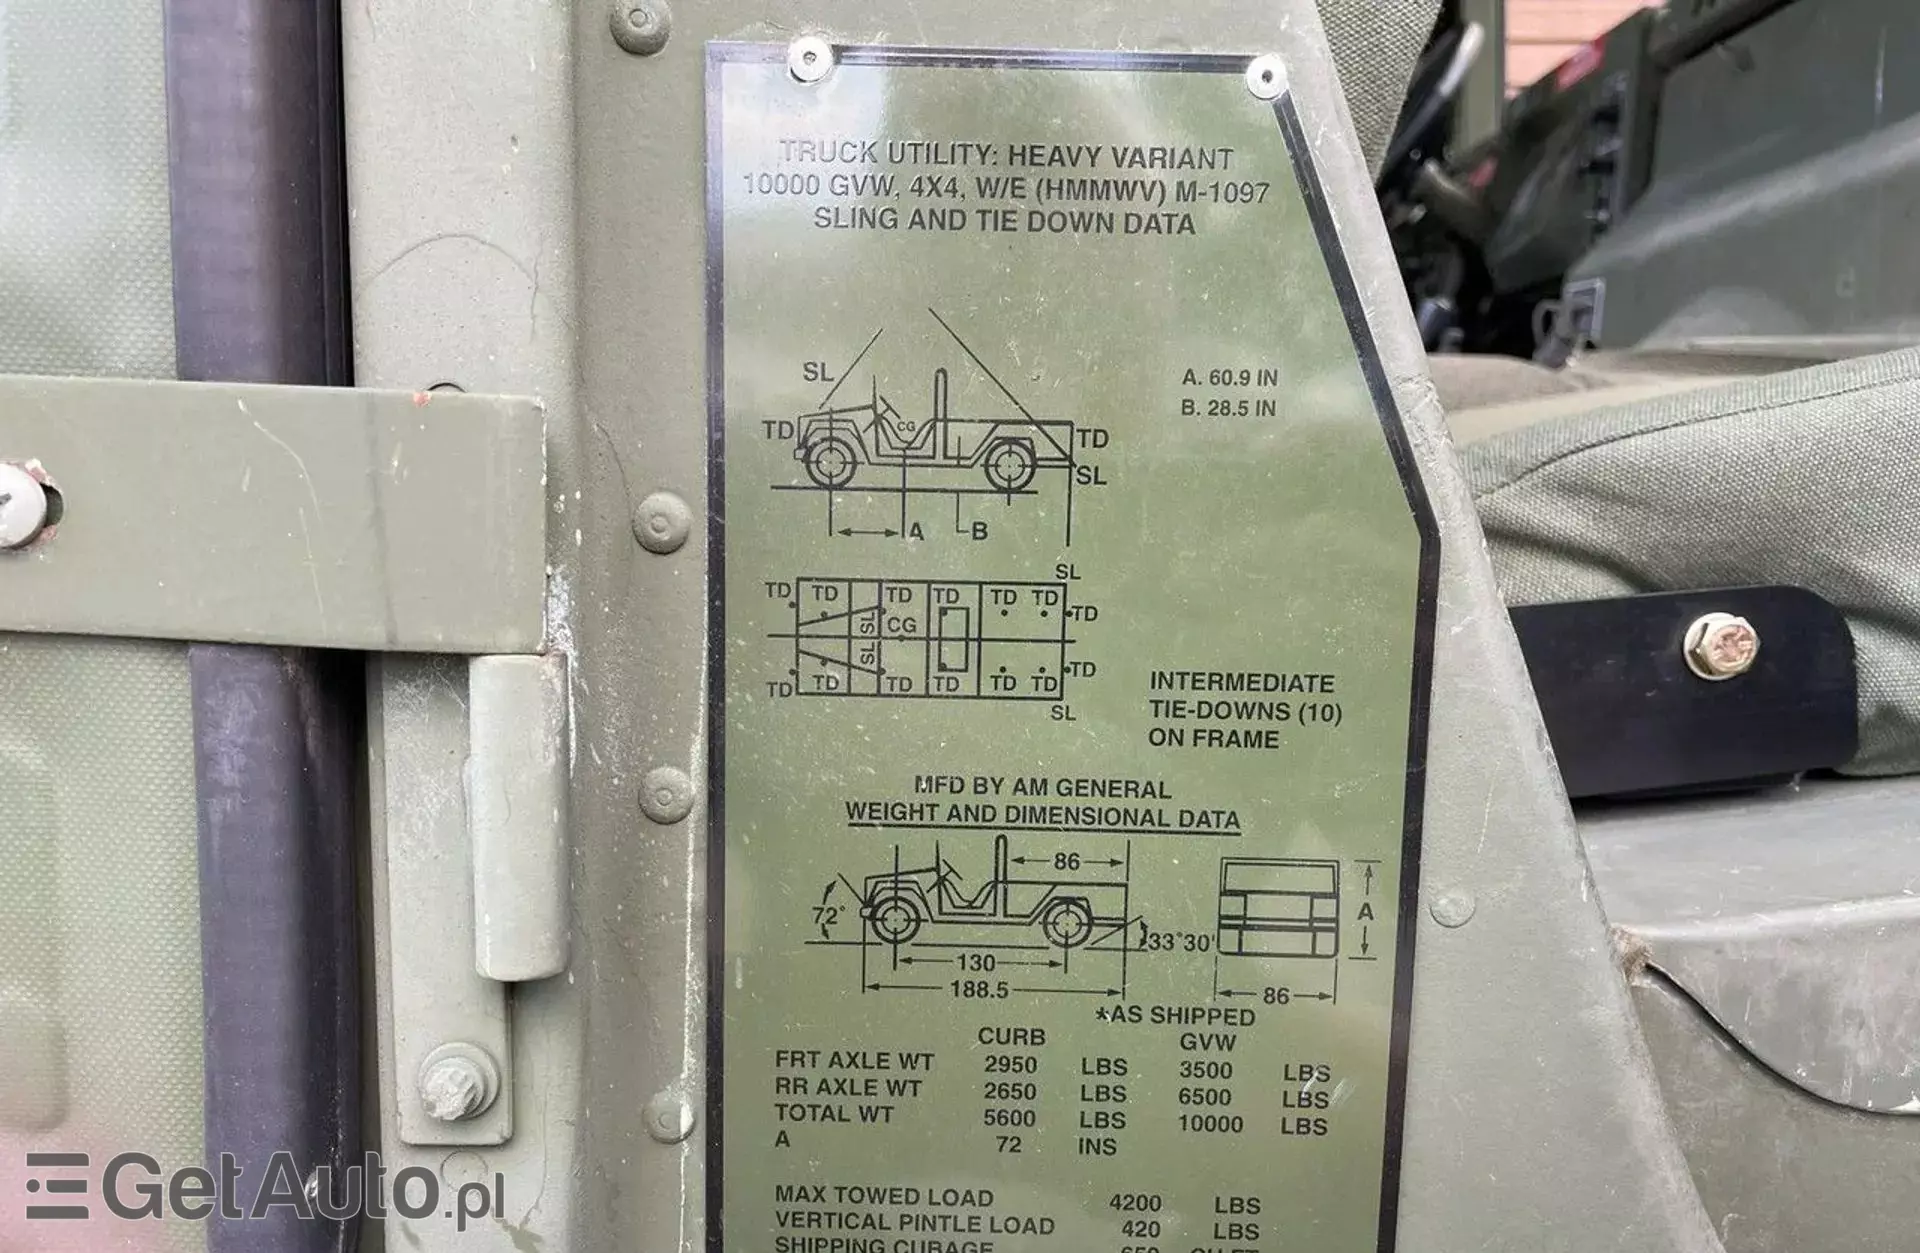 TRUCK UTILITY: HEAVY VARIANT
10000 GVW, 4X4, W/E (HMMWV) M-1097
SLING AND TIE DOWN DATA
SL
A. 60.9 IN
B. 28.5 IN
TD CG TD
SL
A B
SL
TD TD TD TD TD TD TD
SL CG
SL
TD TD TD TD TD TD TD
SL
INTERMEDIATE
TIE-DOWNS (10)
ON FRAME
MFD BY AM GENERAL
WEIGHT AND DIMENSIONAL DATA
86
72° A
33°30'
130
188.5 86
*AS SHIPPED
CURB GVW
FRT AXLE WT 2950 LBS 3500 LBS
RR AXLE WT 2650 LBS 6500 LBS
TOTAL WT 5600 LBS 10000 LBS
A 72 INS
MAX TOWED LOAD 4200 LBS
VERTICAL PINTLE LOAD 420 LBS
SHIPPING CUBAGE
GetAuto.pl